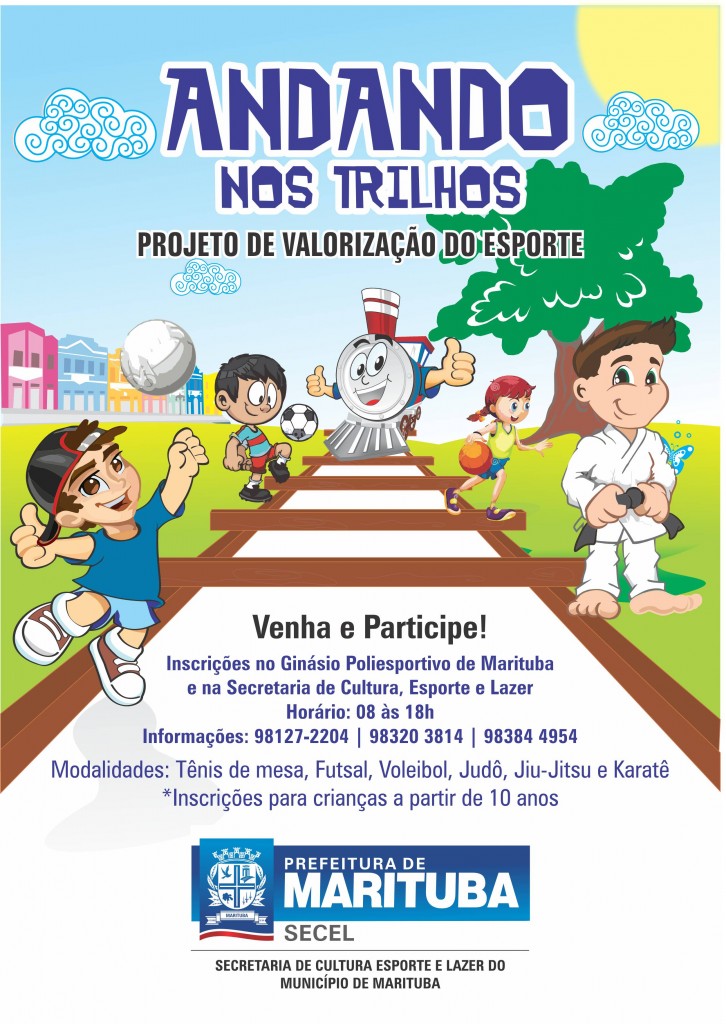 ANDANDO
NOS TRILHOS
PROJETO DE VALORIZAÇÃO DO ESPORTE
Venha e Participe!
Inscrições no Ginásio Poliesportivo de Marituba
e na Secretaria de Cultura, Esporte e Lazer
Horário: 08 às 18h
Informações: 98127-2204 | 98320 3814 | 98384 4954
Modalidades: Tênis de mesa, Futsal, Voleibol, Judô, Jiu-Jitsu e Karatê
*Inscrições para crianças a partir de 10 anos
PREFEITURA DE
MARITUBA
MARITUBA
SECEL
SECRETARIA DE CULTURA ESPORTE E LAZER DO
MUNICÍPIO DE MARITUBA